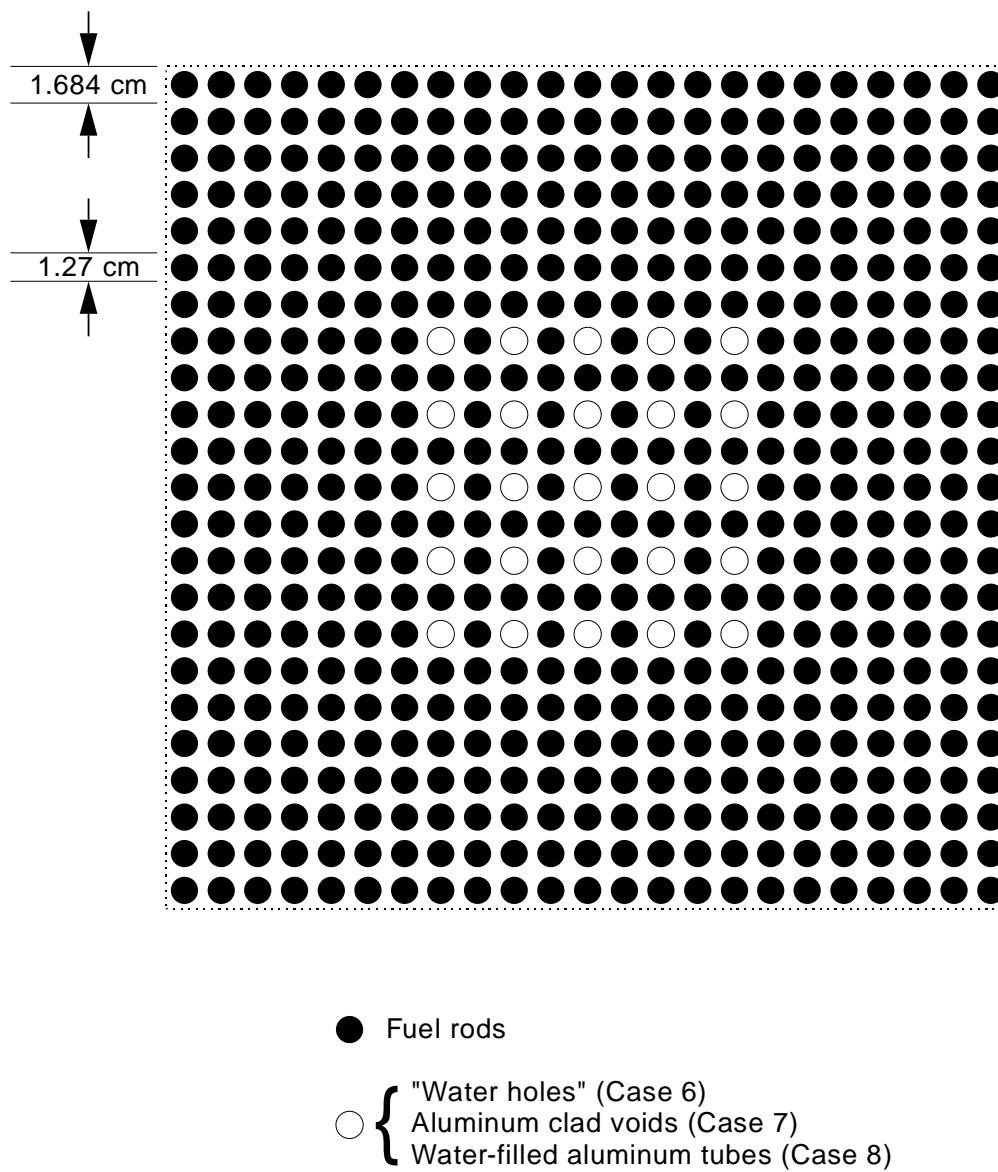 1.684 cm
1.27 cm
Fuel rods
"Water holes" (Case 6)
Aluminum clad voids (Case 7)
Water-filled aluminum tubes (Case 8)